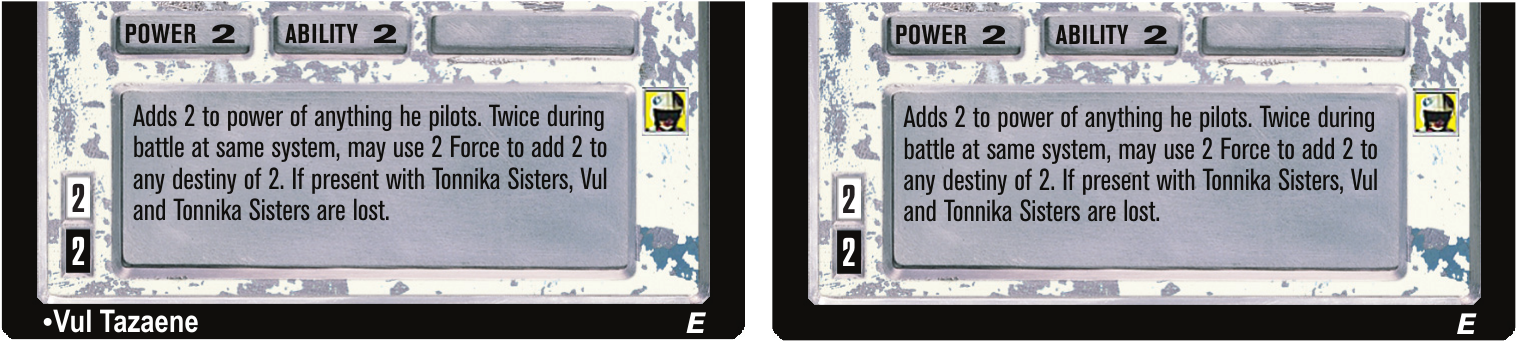 POWER 2 ABILITY 2
Adds 2 to power of anything he pilots. Twice during
battle at same system, may use 2 Force to add 2 to
any destiny of 2. If present with Tonnika Sisters, Vul
and Tonnika Sisters are lost.
2
2
•Vul Tazaene E
POWER 2 ABILITY 2
Adds 2 to power of anything he pilots. Twice during
battle at same system, may use 2 Force to add 2 to
any destiny of 2. If present with Tonnika Sisters, Vul
and Tonnika Sisters are lost.
2
2
E